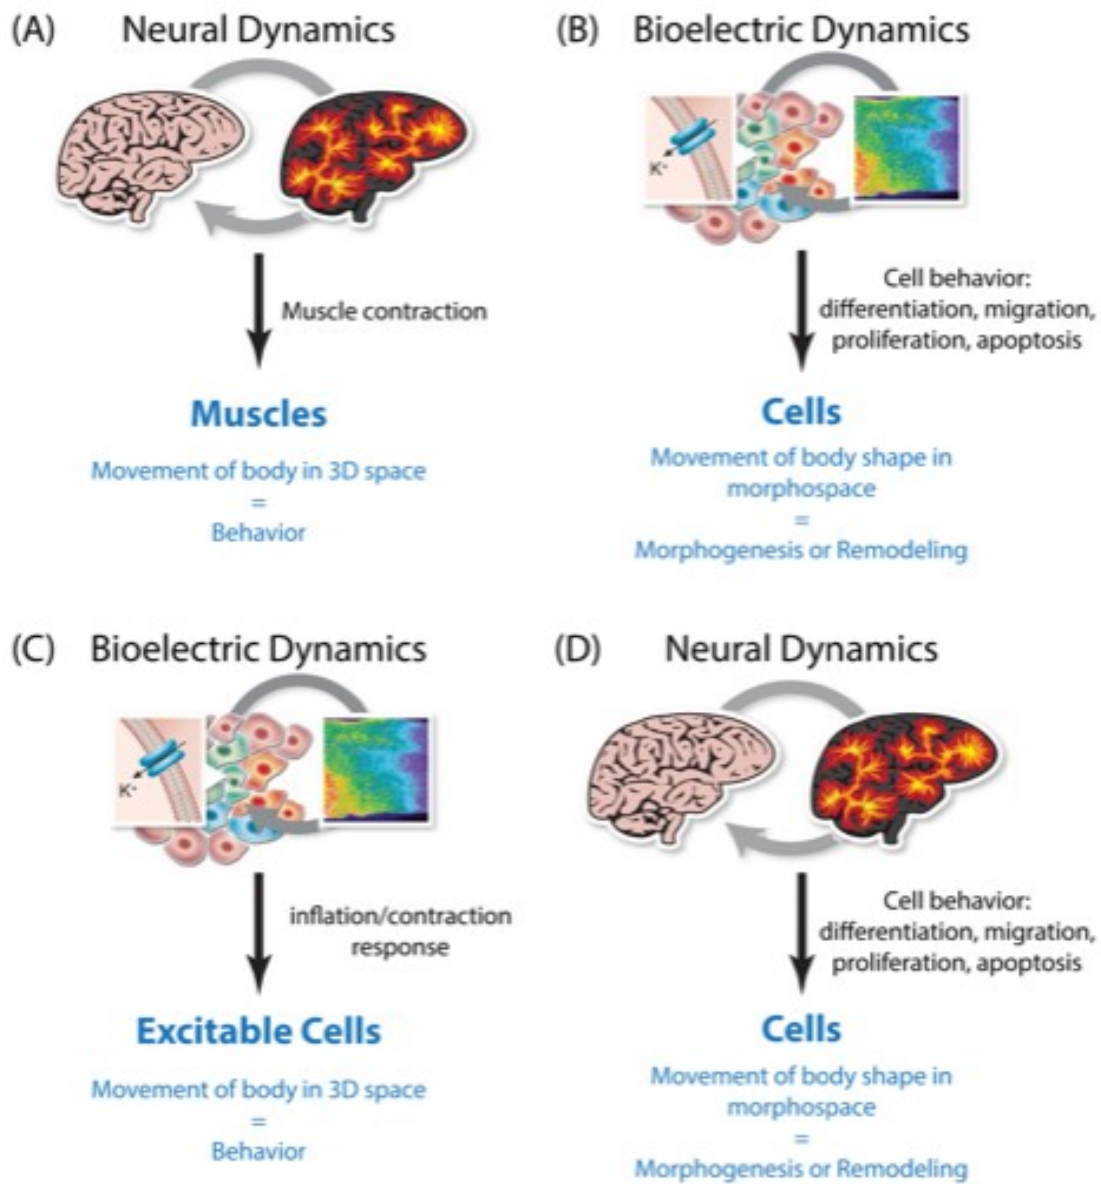 (A) Neural Dynamics
Muscle contraction
Muscles
Movement of body in 3D space
=
Behavior
(B) Bioelectric Dynamics
K⁺
Cell behavior:
differentiation, migration,
proliferation, apoptosis
Cells
Movement of body shape in
morphospace
=
Morphogenesis or Remodeling
(C) Bioelectric Dynamics
K⁺
inflation/contraction
response
Excitable Cells
Movement of body in 3D space
=
Behavior
(D) Neural Dynamics
Cell behavior:
differentiation, migration,
proliferation, apoptosis
Cells
Movement of body shape in
morphospace
=
Morphogenesis or Remodeling